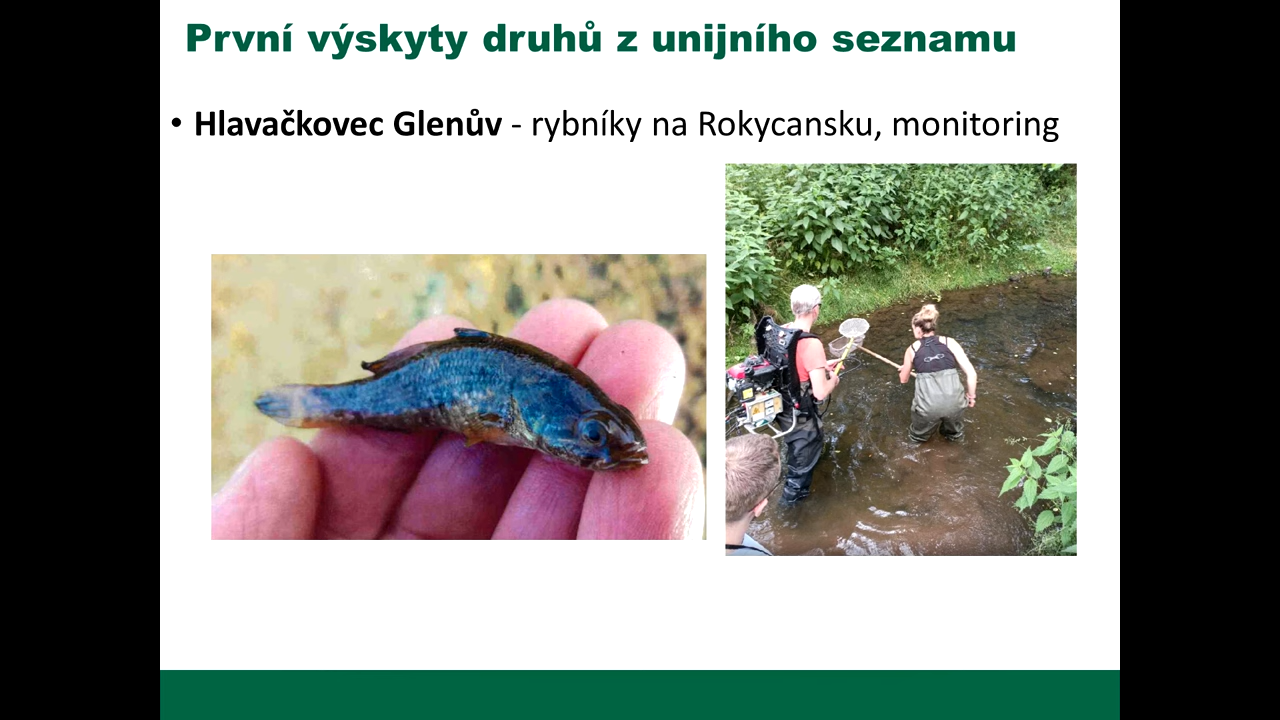 První výskyty druhů z unijního seznamu
• Hlavačkovec Glenův - rybníky na Rokycansku, monitoring